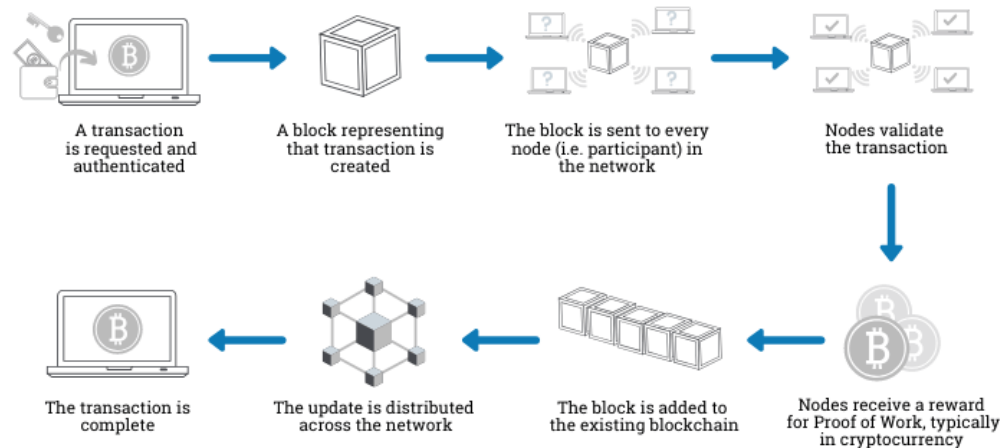 A transaction
is requested and
authenticated
A block representing
that transaction is
created
The block is sent to every
node (i.e. participant) in
the network
Nodes validate
the transaction
Nodes receive a reward
for Proof of Work, typically
in cryptocurrency
The block is added to
the existing blockchain
The update is distributed
across the network
The transaction is
complete